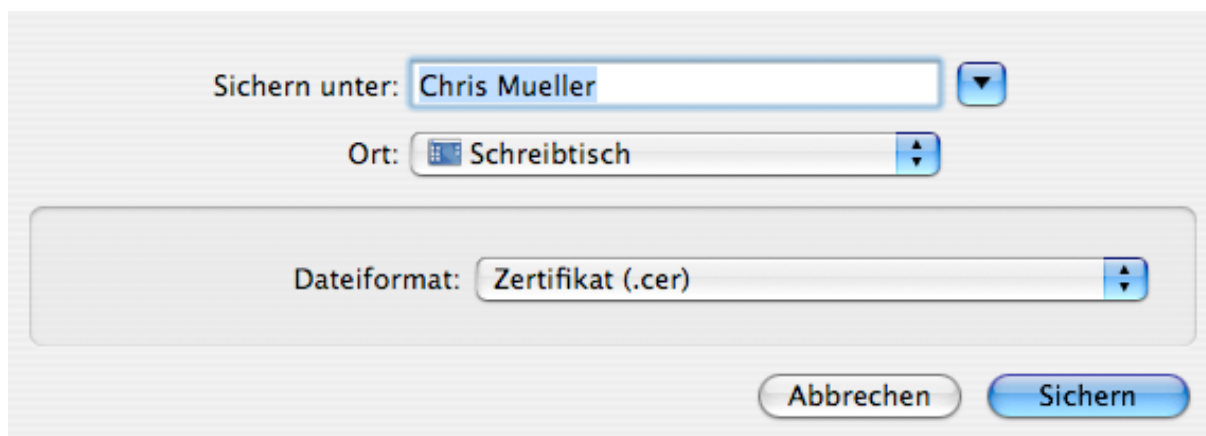 Sichern unter: Chris Mueller
Ort: Schreibtisch
Dateiformat: Zertifikat (.cer)
Abbrechen Sichern